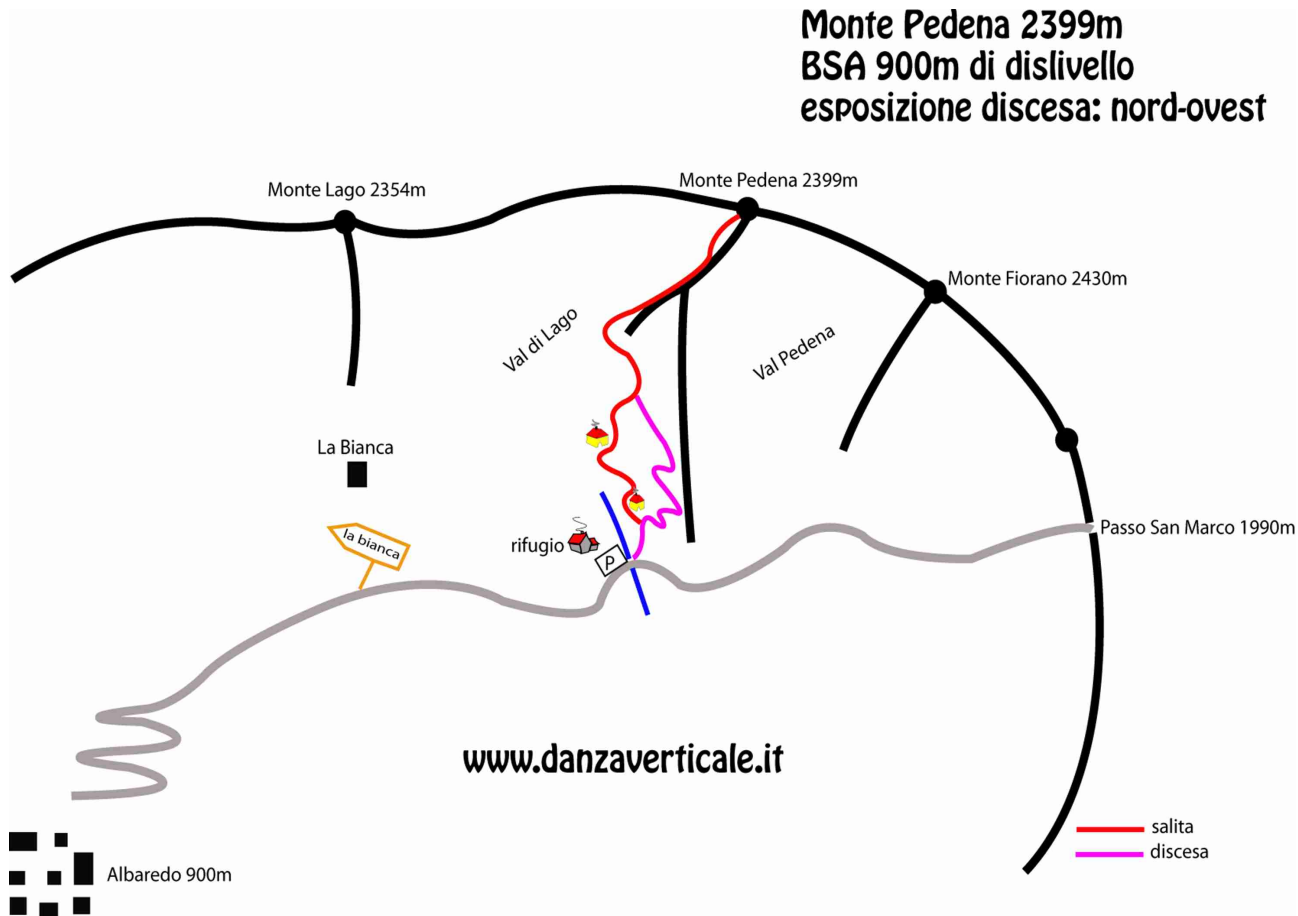 Monte Pedena 2399m
BSA 900m di dislivello
esposizione discesa: nord-ovest
Monte Lago 2354m
Monte Pedena 2399m
Monte Fiorano 2430m
Val di Lago
Val Pedena
La Bianca
la bianca
rifugio
P
Passo San Marco 1990m
www.danzaverticale.it
salita
discesa
Albaredo 900m